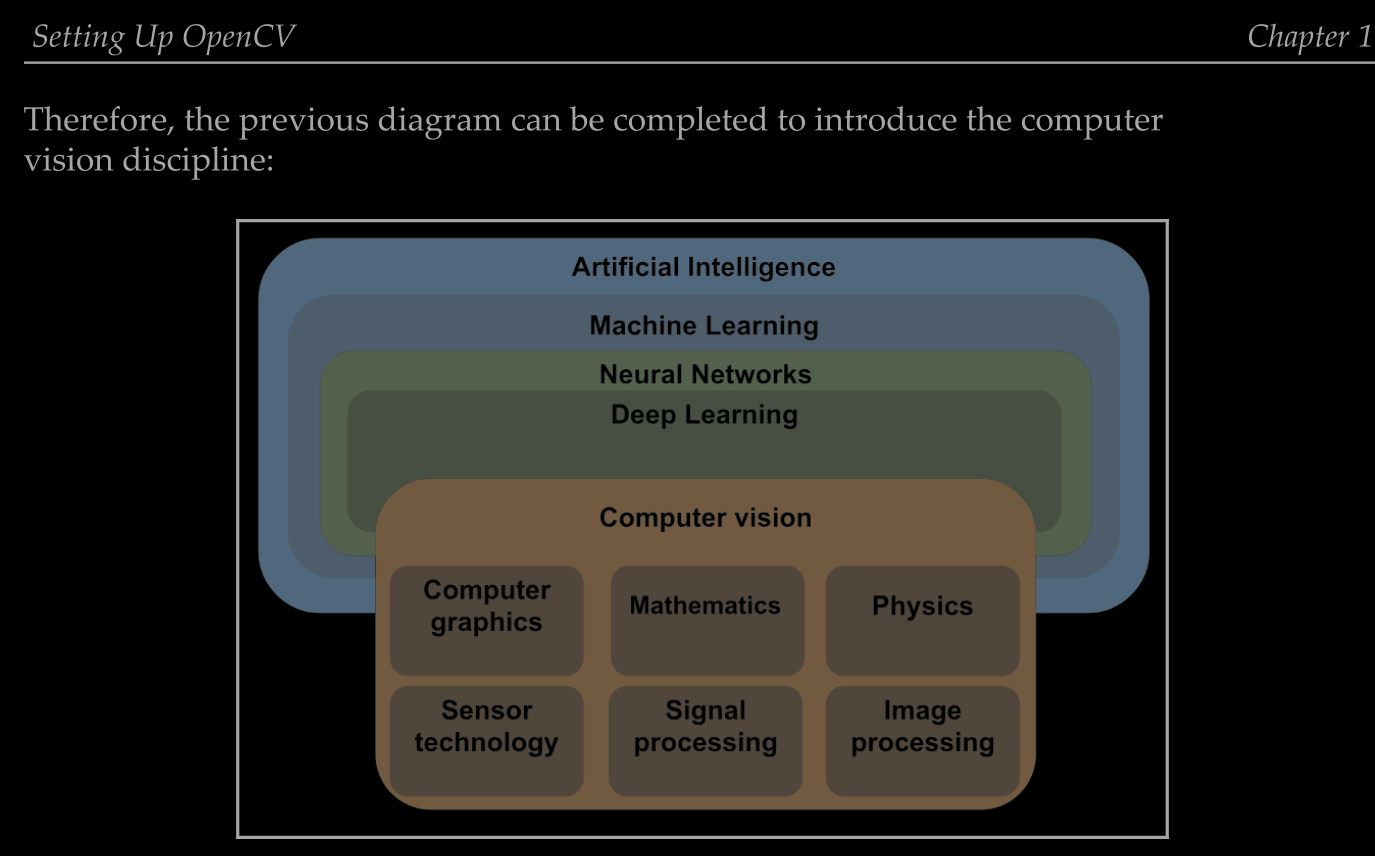 Setting Up OpenCV
Chapter 1
Therefore, the previous diagram can be completed to introduce the computer
vision discipline:
Artificial Intelligence
Machine Learning
Neural Networks
Deep Learning
Computer vision
Computer
graphics
Mathematics
Physics
Sensor
technology
Signal
processing
Image
processing